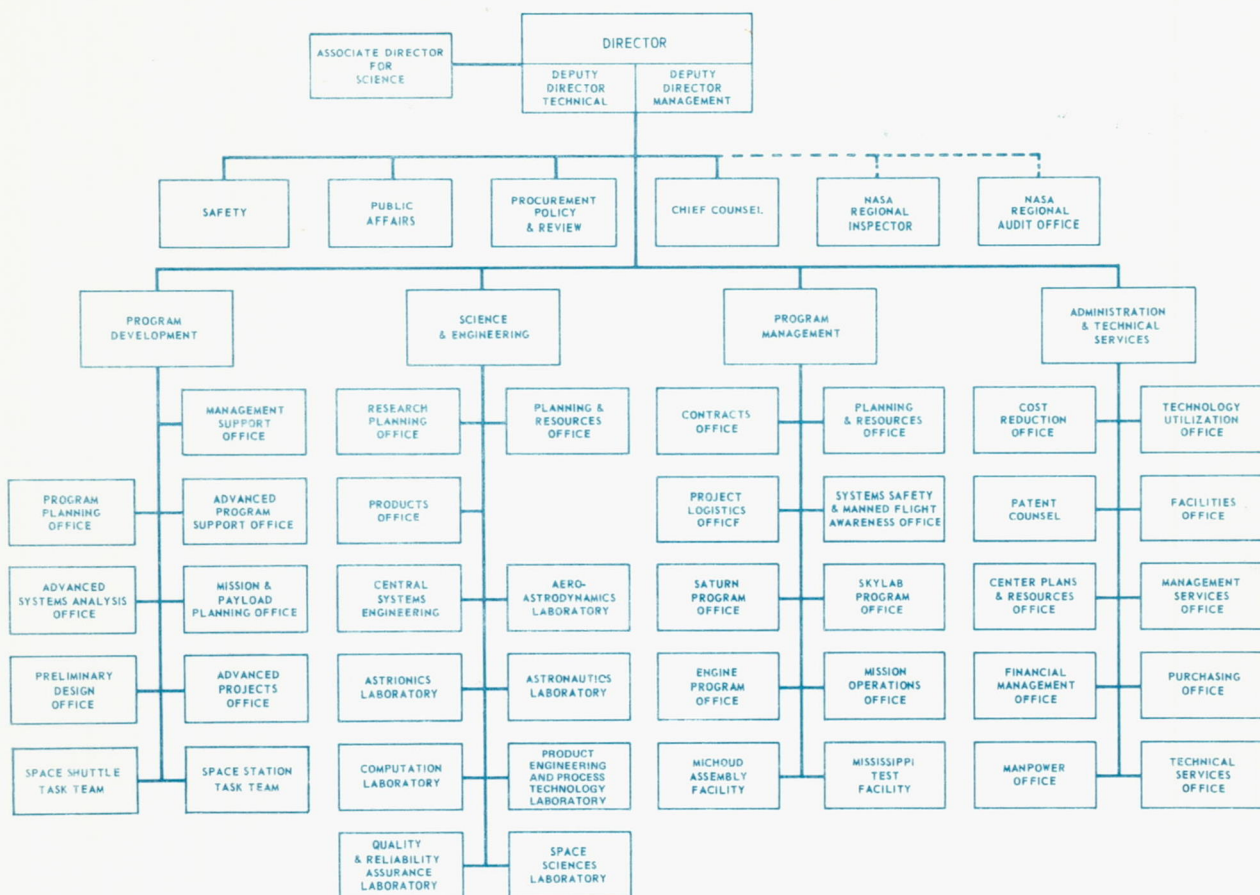 DIRECTOR
ASSOCIATE DIRECTOR
FOR
SCIENCE
DEPUTY
DIRECTOR
TECHNICAL
DEPUTY
DIRECTOR
MANAGEMENT
SAFETY
PUBLIC
AFFAIRS
PROCUREMENT
POLICY
& REVIEW
CHIEF COUNSEL
NASA
REGIONAL
INSPECTOR
NASA
REGIONAL
AUDIT OFFICE
PROGRAM
DEVELOPMENT
SCIENCE
& ENGINEERING
PROGRAM
MANAGEMENT
ADMINISTRATION
& TECHNICAL
SERVICES
MANAGEMENT
SUPPORT
OFFICE
RESEARCH
PLANNING
OFFICE
PLANNING &
RESOURCES OFFICE
CONTRACTS
OFFICE
PLANNING
& RESOURCES
OFFICE
COST
REDUCTION
OFFICE
TECHNOLOGY
UTILIZATION
OFFICE
PROGRAM
PLANNING
OFFICE
ADVANCED
PROGRAM
SUPPORT OFFICE
PRODUCTS
OFFICE
PROJECT
LOGISTICS
OFFICE
SYSTEMS SAFETY
& MANNED FLIGHT
AWARENESS OFFICE
PATENT
COUNSEL
FACILITIES
OFFICE
ADVANCED
SYSTEMS ANALYSIS
OFFICE
MISSION &
PAYLOAD
PLANNING OFFICE
CENTRAL
SYSTEMS
ENGINEERING
AERO-
ASTRODYNAMICS
LABORATORY
SATURN
PROGRAM
OFFICE
SKYLAB
PROGRAM
OFFICE
CENTER PLANS
& RESOURCES
OFFICE
MANAGEMENT
SERVICES
OFFICE
PRELIMINARY
DESIGN
OFFICE
ADVANCED
PROJECTS
OFFICE
ASTRIONICS
LABORATORY
ASTRONAUTICS
LABORATORY
ENGINE
PROGRAM
OFFICE
MISSION
OPERATIONS
OFFICE
FINANCIAL
MANAGEMENT
OFFICE
PURCHASING
OFFICE
SPACE SHUTTLE
TASK TEAM
SPACE STATION
TASK TEAM
COMPUTATION
LABORATORY
PRODUCT
ENGINEERING
AND PROCESS
TECHNOLOGY
LABORATORY
MICHOUD
ASSEMBLY
FACILITY
MISSISSIPPI
TEST
FACILITY
MANPOWER
OFFICE
TECHNICAL
SERVICES
OFFICE
QUALITY
& RELIABILITY
ASSURANCE
LABORATORY
SPACE
SCIENCES
LABORATORY